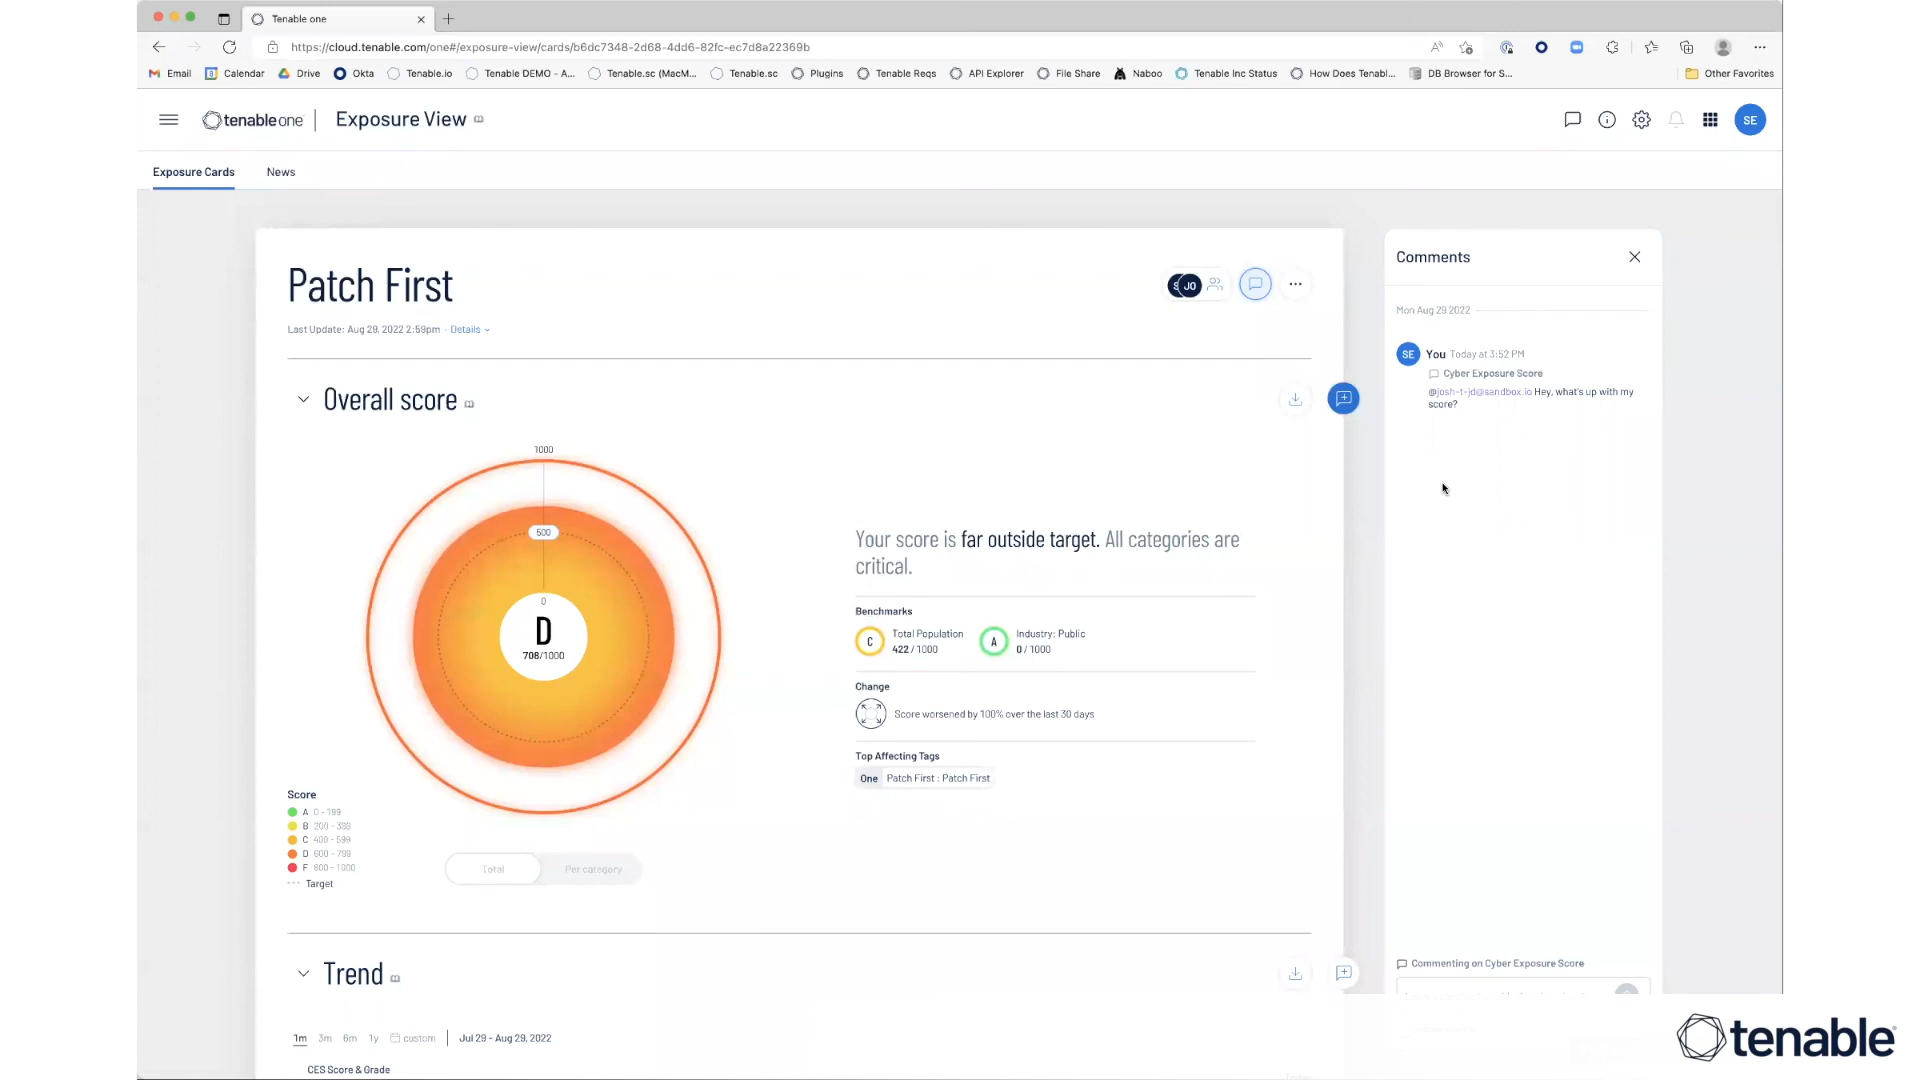 Tenable one
https://cloud.tenable.com/one#/exposure-view/cards/b6dc7348-2d68-4dd6-82fc-ec7d8a22369b
Email Calendar Drive Okta Tenable.io Tenable DEMO - A... Tenable.sc (MacM... Tenable.sc Plugins Tenable Reqs API Explorer File Share Naboo Tenable Inc Status How Does Tenabl... DB Browser for S... Other Favorites
tenable one Exposure View SE
Exposure Cards News
Patch First
JO
Last Update: Aug 29, 2022 2:59pm · Details
Overall score
1000
500
0
D
708/1000
Your score is far outside target. All categories are
critical.
Benchmarks
C Total Population
422 / 1000
A Industry: Public
0 / 1000
Change
Score worsened by 100% over the last 30 days
Top Affecting Tags
One Patch First : Patch First
Score
A 0 - 199
B 200 - 399
C 400 - 599
D 600 - 799
F 800 - 1000
Target
Total Per category
Trend
1m 3m 6m 1y custom Jul 29 - Aug 29, 2022
CES Score & Grade
Comments
Mon Aug 29 2022
SE You Today at 3:52 PM
Cyber Exposure Score
@josh-t-jd@sandbox.io Hey, what's up with my
score?
Commenting on Cyber Exposure Score
tenable